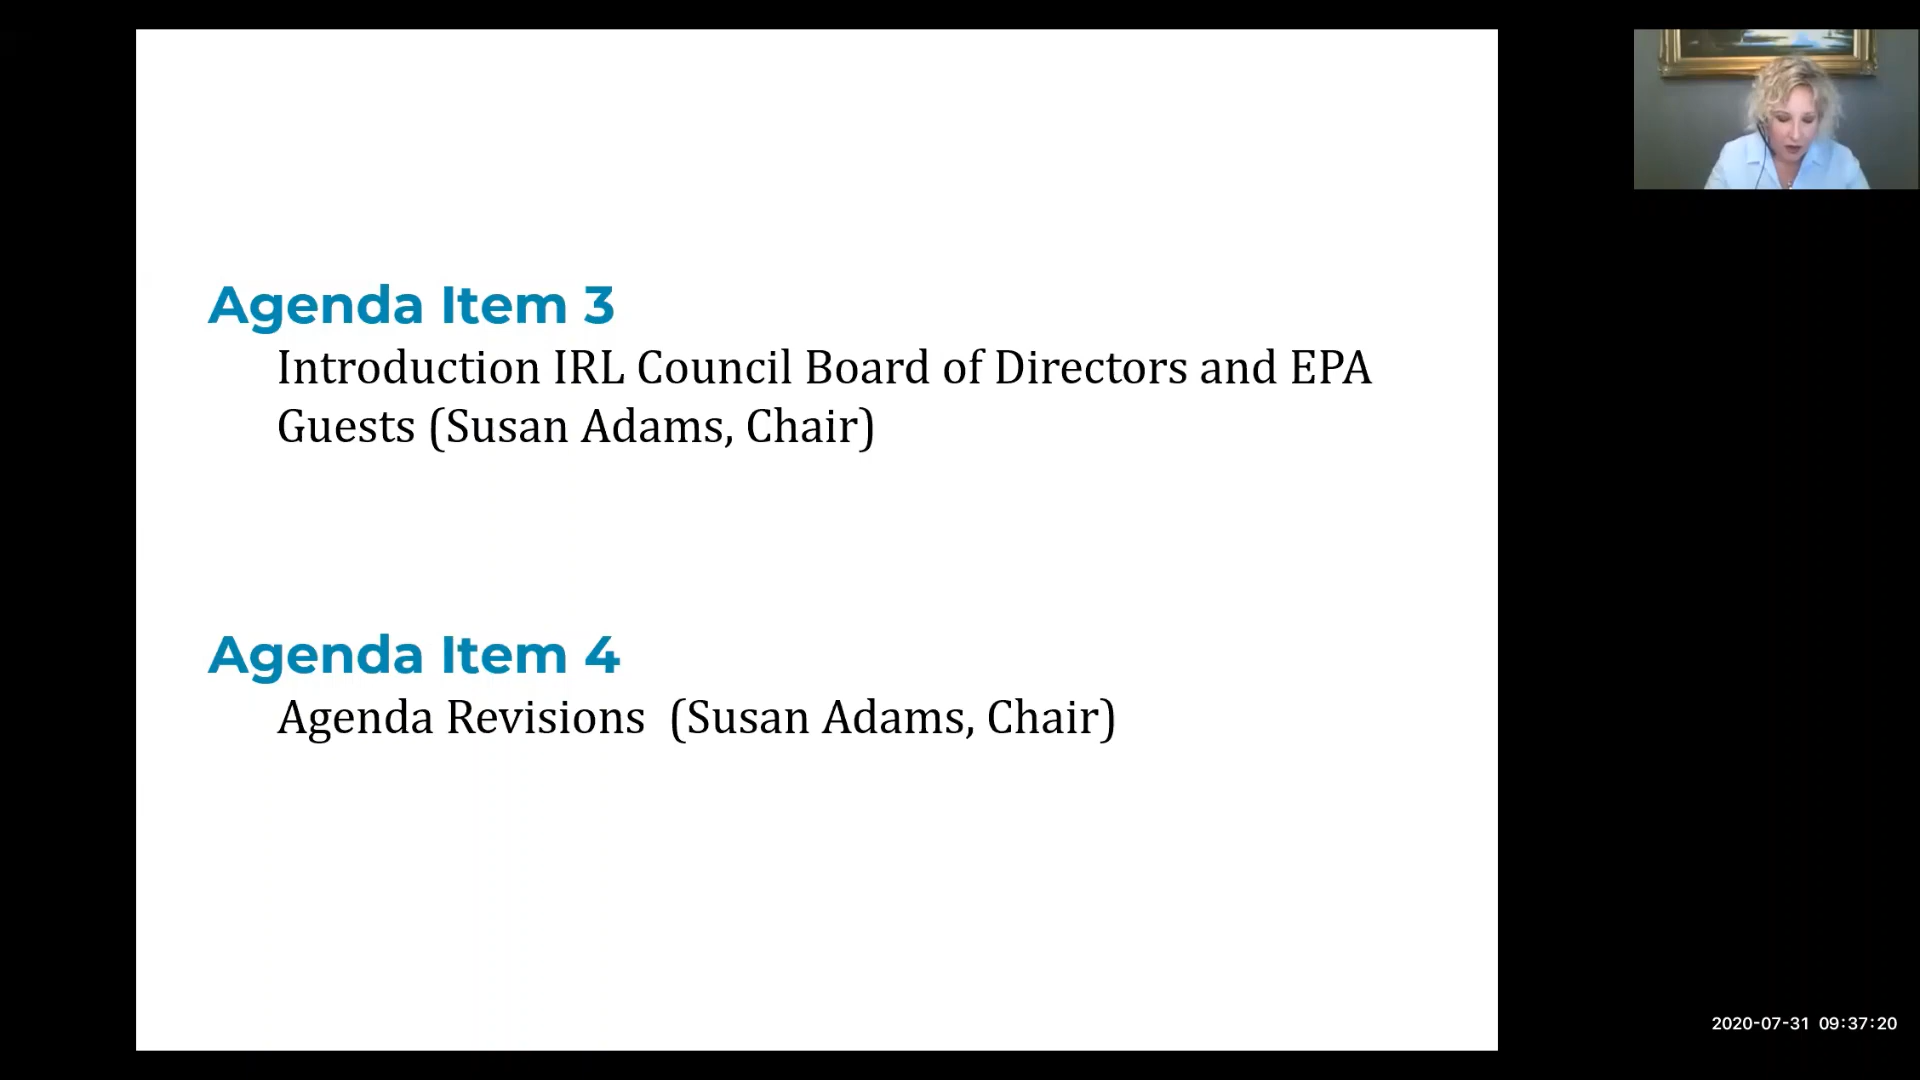 Agenda Item 3
Introduction IRL Council Board of Directors and EPA
Guests (Susan Adams, Chair)
Agenda Item 4
Agenda Revisions  (Susan Adams, Chair)
2020-07-31 09:37:20